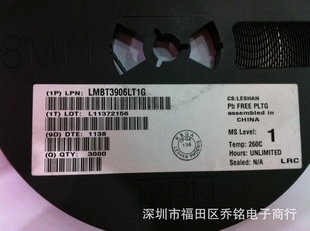 (1P) LPN: LMBT3906LT1G
(1T) LOT: L11372156
(9D) DTE: 1138
(Q) QTY: 3000
CS:LESHAN
Pb FREE PLTG
assembled in
CHINA
MS Level: 1
Temp: 260C
Hours: UNLIMITED
Sealed: N/A LRC
深圳市福田区乔铭电子商行